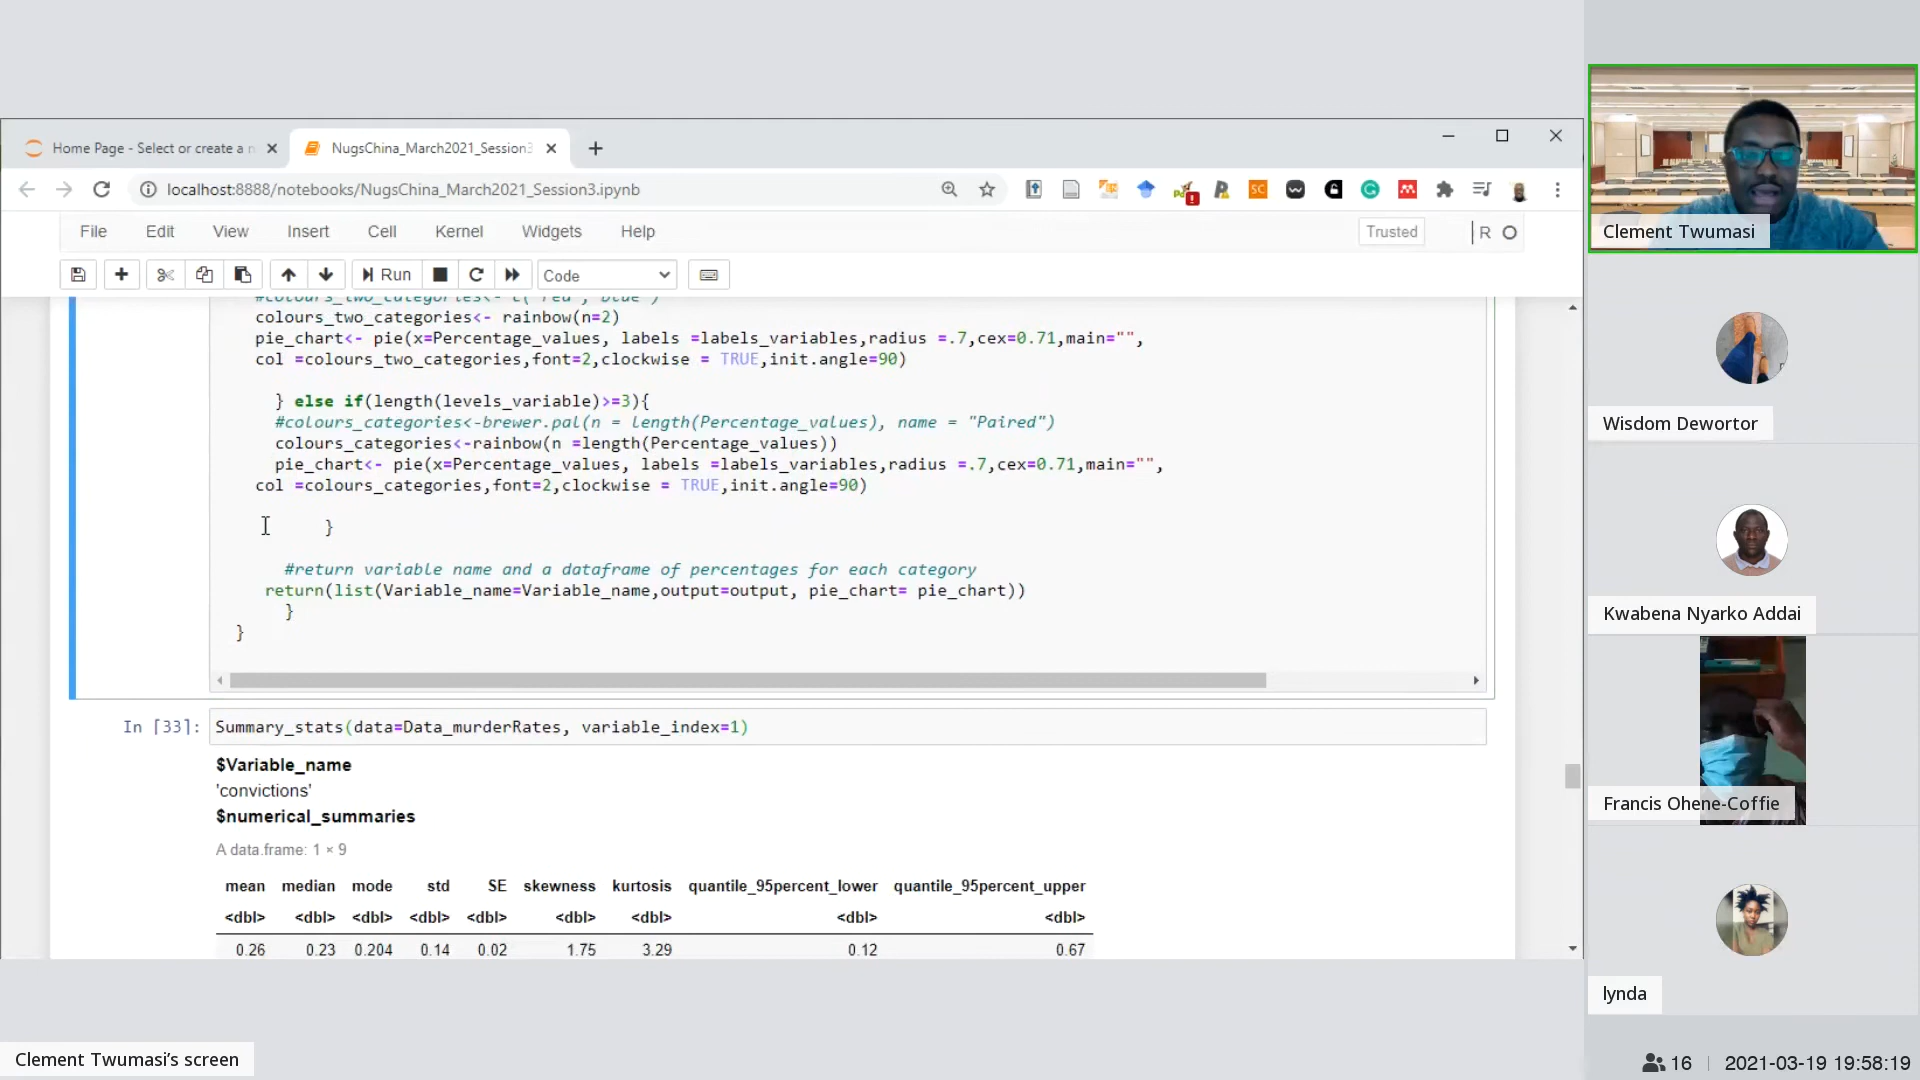 Home Page - Select or create a n
NugsChina_March2021_Session3
localhost:8888/notebooks/NugsChina_March2021_Session3.ipynb
File Edit View Insert Cell Kernel Widgets Help
Trusted
R
Run
Code
#colours_two_categories<- c("red","blue")
colours_two_categories<- rainbow(n=2)
pie_chart<- pie(x=Percentage_values, labels =labels_variables,radius =.7,cex=0.71,main="",
col =colours_two_categories,font=2,clockwise = TRUE,init.angle=90)
} else if(length(levels_variable)>=3){
#colours_categories<-brewer.pal(n = length(Percentage_values), name = "Paired")
colours_categories<-rainbow(n =length(Percentage_values))
pie_chart<- pie(x=Percentage_values, labels =labels_variables,radius =.7,cex=0.71,main="",
col =colours_categories,font=2,clockwise = TRUE,init.angle=90)
}
#return variable name and a dataframe of percentages for each category
return(list(Variable_name=Variable_name,output=output, pie_chart= pie_chart))
}
}
In [33]:
Summary_stats(data=Data_murderRates, variable_index=1)
$Variable_name
'convictions'
$numerical_summaries
A data.frame: 1 × 9
mean median mode std SE skewness kurtosis quantile_95percent_lower quantile_95percent_upper
<dbl> <dbl> <dbl> <dbl> <dbl> <dbl> <dbl> <dbl> <dbl>
0.26 0.23 0.204 0.14 0.02 1.75 3.29 0.12 0.67
Clement Twumasi
Wisdom Dewortor
Kwabena Nyarko Addai
Francis Ohene-Coffie
lynda
Clement Twumasi's screen
16
2021-03-19 19:58:19